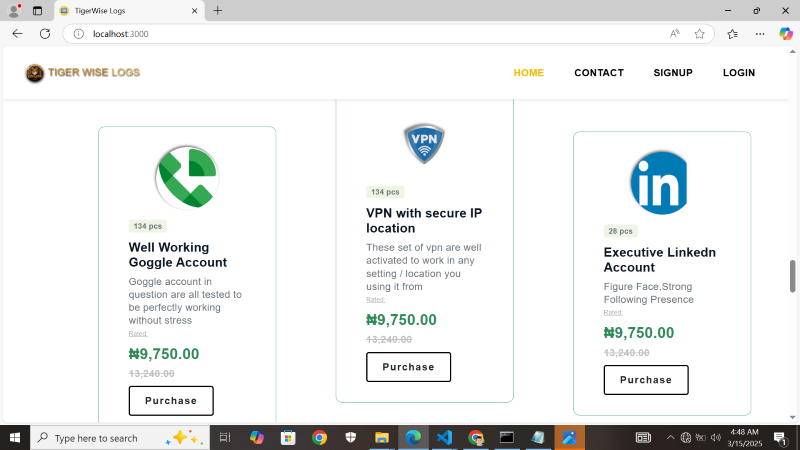 TigerWise Logs
localhost:3000
TIGER WISE LOGS
HOME
CONTACT
SIGNUP
LOGIN
134 pcs
Well Working
Goggle Account
Goggle account in
question are all tested to
be perfectly working
without stress
Rated:
₦9,750.00
13,240.00
Purchase
VPN
134 pcs
VPN with secure IP
location
These set of vpn are well
activated to work in any
setting / location you
using it from
Rated:
₦9,750.00
13,240.00
Purchase
in
28 pcs
Executive Linkedn
Account
Figure Face,Strong
Following Presence
Rated:
₦9,750.00
13,240.00
Purchase
Type here to search
4:48 AM
3/15/2025
1